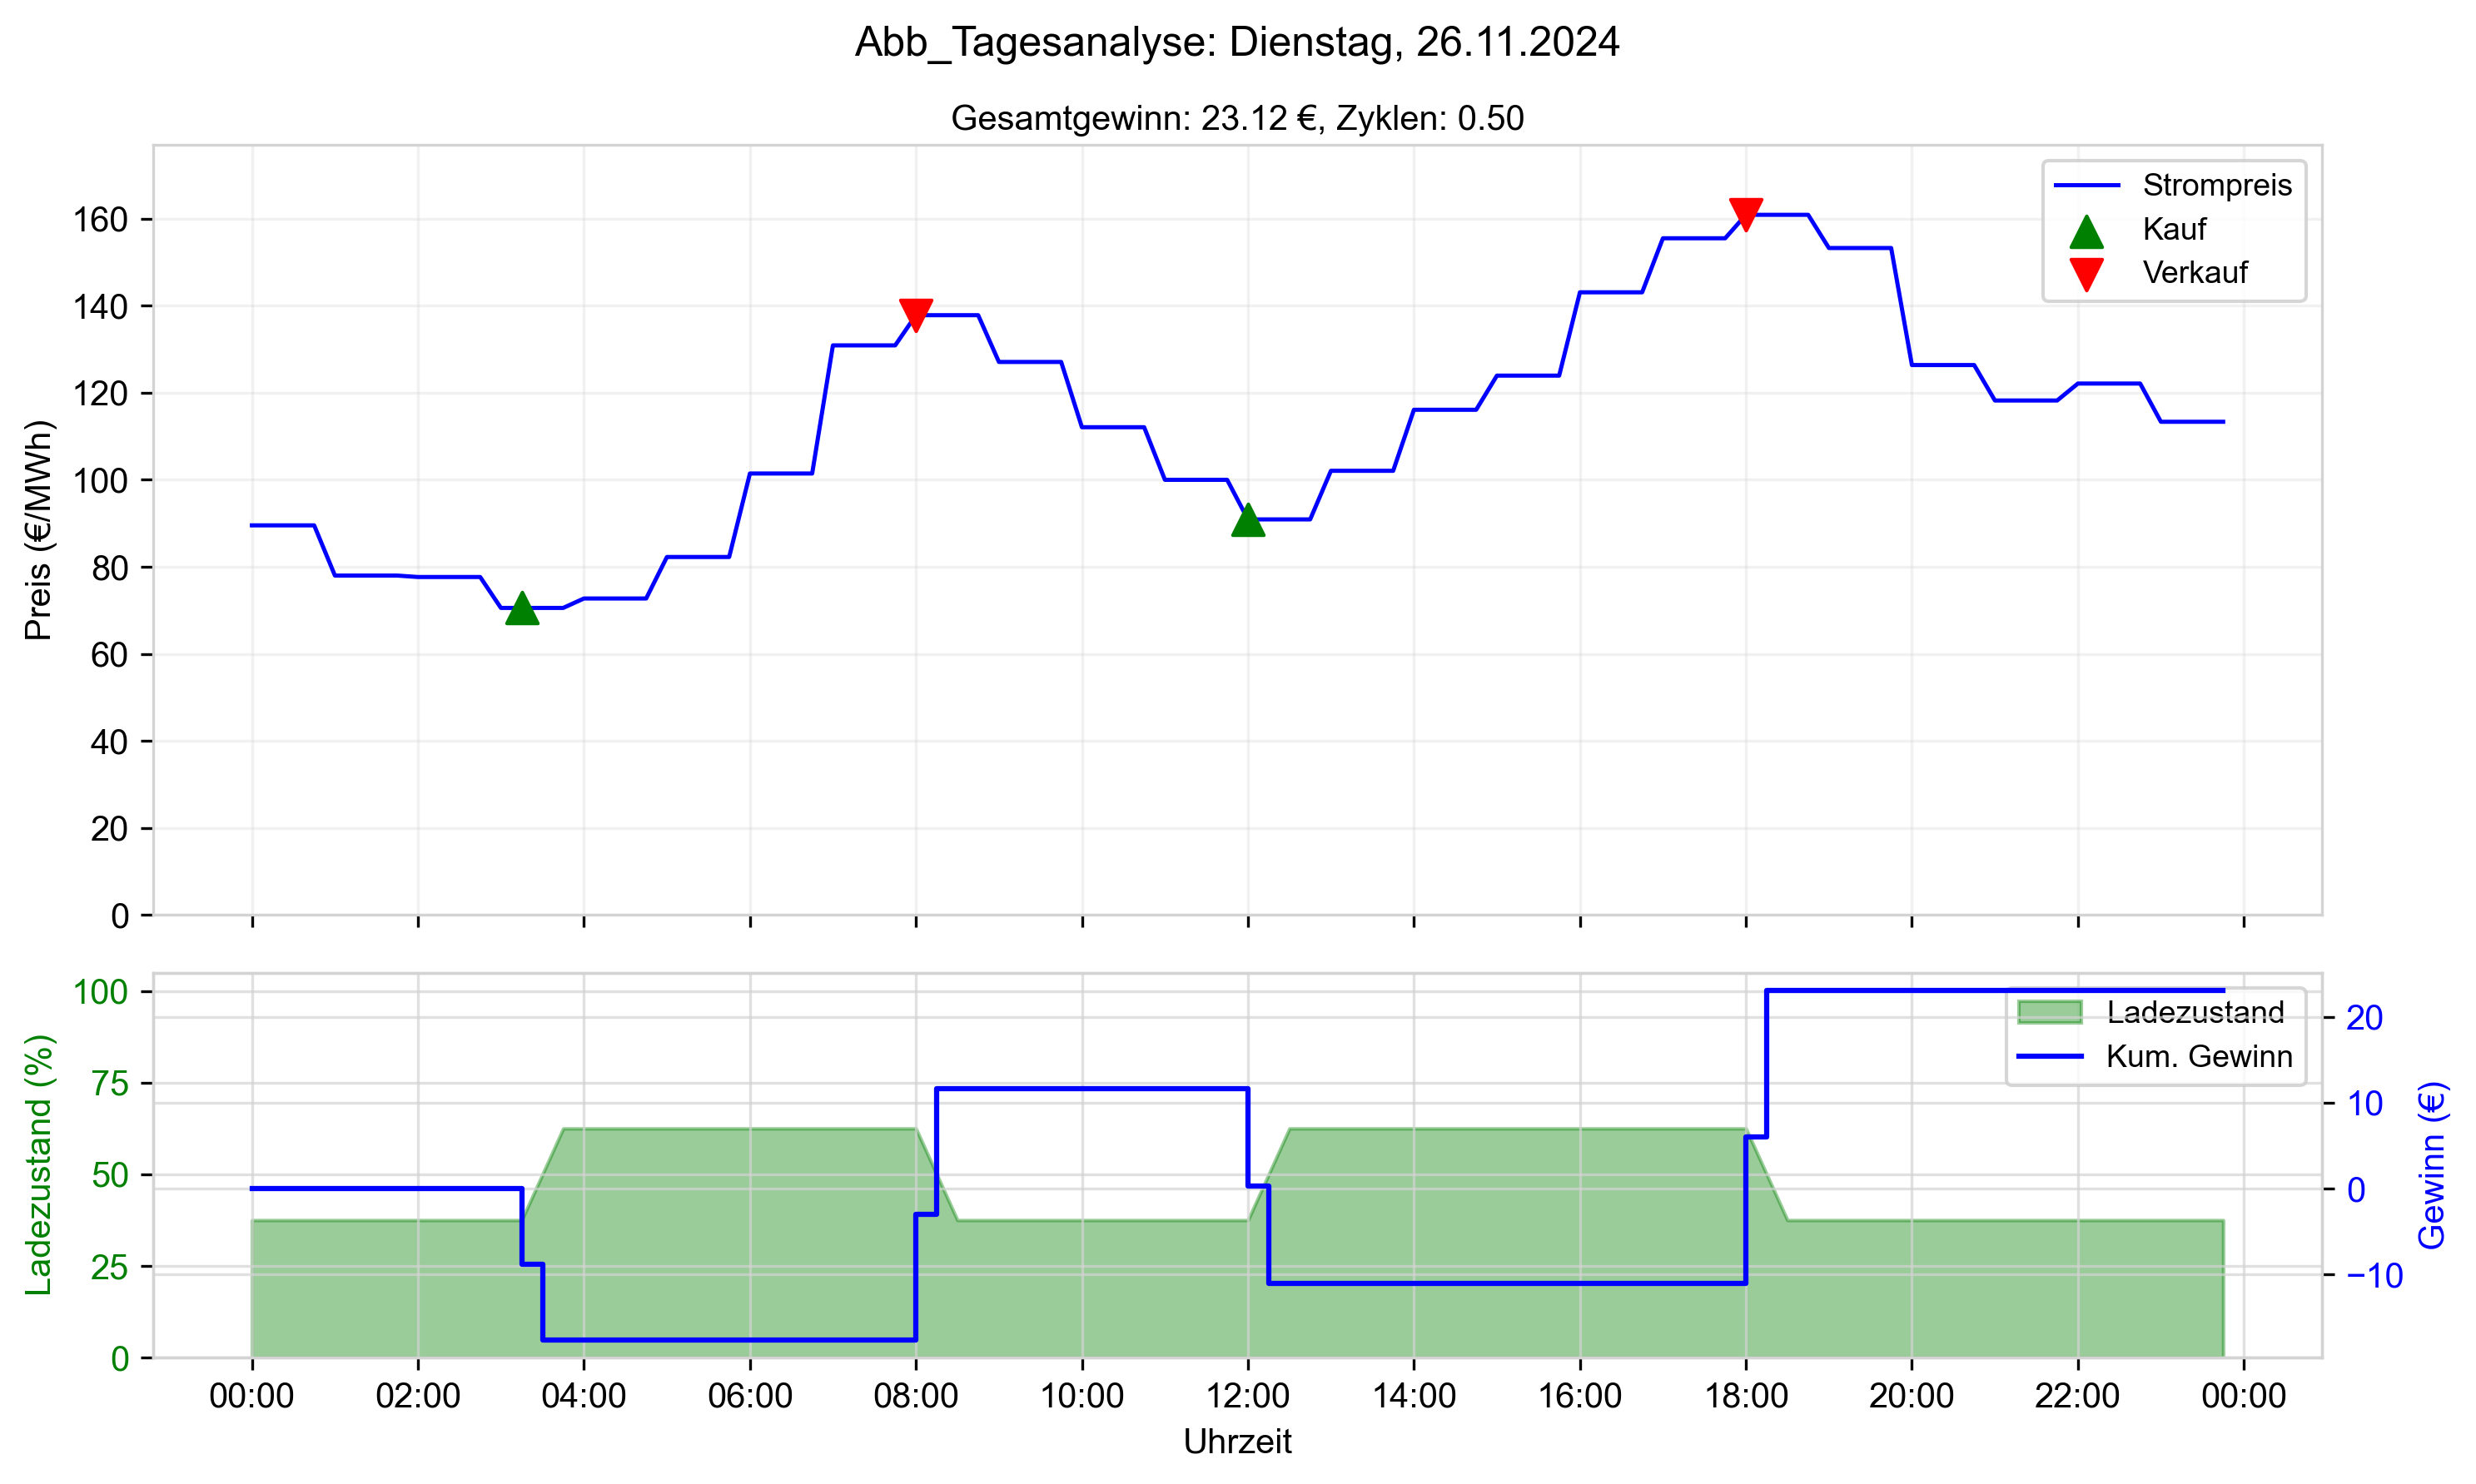 Abb_Tagesanalyse: Dienstag, 26.11.2024
Gesamtgewinn: 23.12 €, Zyklen: 0.50
Preis (€/MWh)
160
140
120
100
80
60
40
20
0
Strompreis
Kauf
Verkauf
Ladezustand (%)
100
75
50
25
0
Ladezustand
Kum. Gewinn
20
10
0
−10
Gewinn (€)
00:00 02:00 04:00 06:00 08:00 10:00 12:00 14:00 16:00 18:00 20:00 22:00 00:00
Uhrzeit